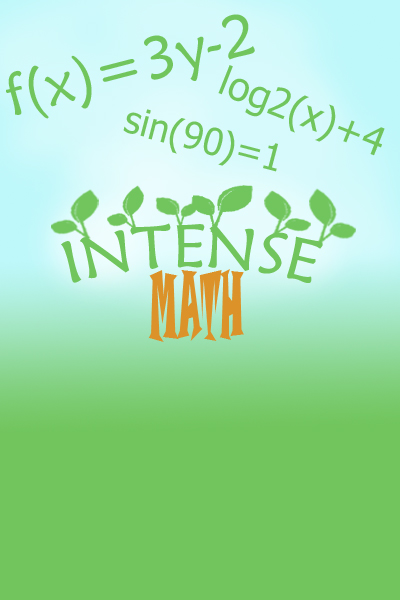 f(x)=3y-2
log2(x)+4
sin(90)=1
INTENSE
MATH